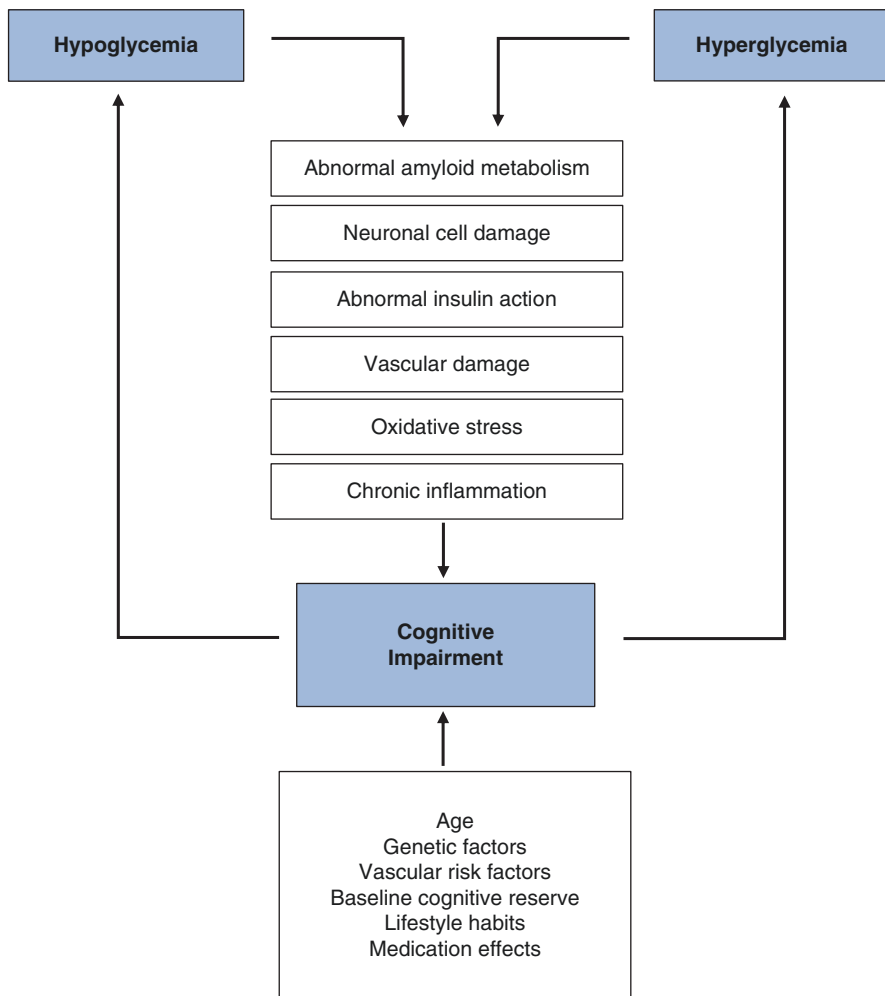 Hypoglycemia
Hyperglycemia
Abnormal amyloid metabolism
Neuronal cell damage
Abnormal insulin action
Vascular damage
Oxidative stress
Chronic inflammation
Cognitive
Impairment
Age
Genetic factors
Vascular risk factors
Baseline cognitive reserve
Lifestyle habits
Medication effects